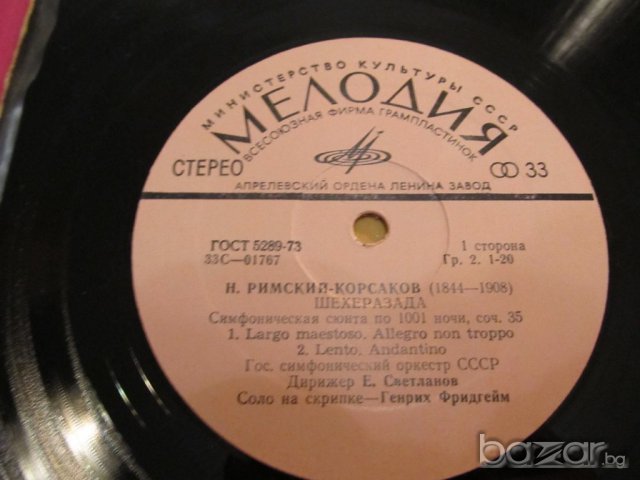 МИНИСТЕРСТВО КУЛЬТУРЫ СССР
МЕЛОДИЯ
ВСЕСОЮЗНАЯ ФИРМА ГРАМПЛАСТИНОК
СТЕРЕО
33
АПРЕЛЕВСКИЙ ОРДЕНА ЛЕНИНА ЗАВОД
ГОСТ 5289-73
33С—01767
1 сторона
Гр. 2. 1-20
Н. РИМСКИЙ-КОРСАКОВ (1844—1908)
ШЕХЕРАЗАДА
Симфоническая сюита по 1001 ночи, соч. 35
1. Largo maestoso. Allegro non troppo
2. Lento. Andantino
Гос. симфонический оркестр СССР
Дирижер Е. Светланов
Соло на скрипке—Генрих Фридгейм
bazar.bg